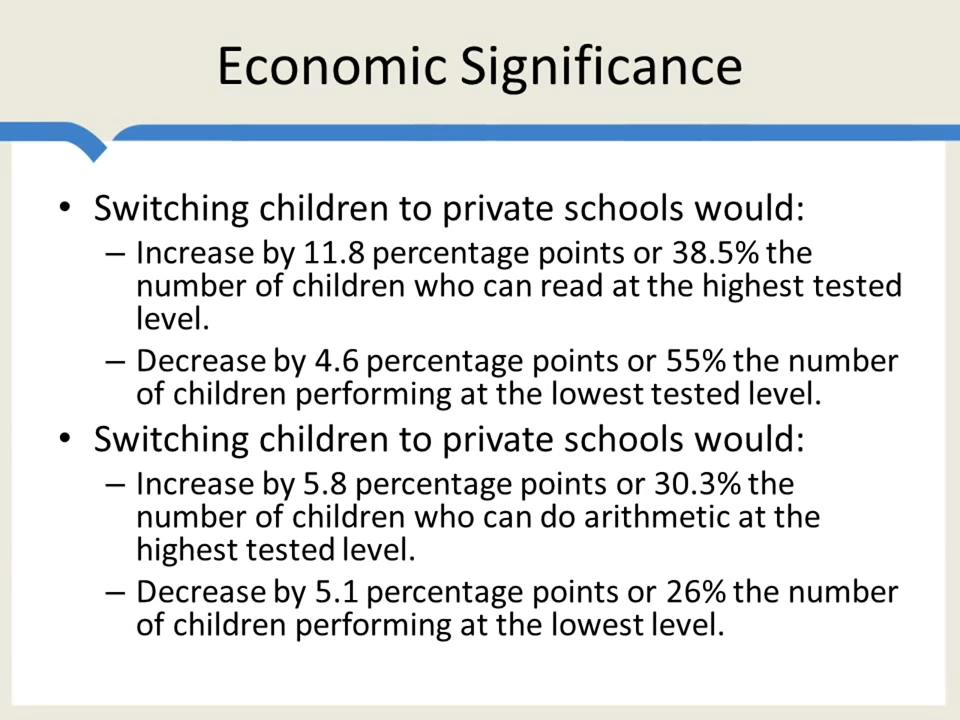 Economic Significance
• Switching children to private schools would:
– Increase by 11.8 percentage points or 38.5% the
number of children who can read at the highest tested
level.
– Decrease by 4.6 percentage points or 55% the number
of children performing at the lowest tested level.
• Switching children to private schools would:
– Increase by 5.8 percentage points or 30.3% the
number of children who can do arithmetic at the
highest tested level.
– Decrease by 5.1 percentage points or 26% the number
of children performing at the lowest level.